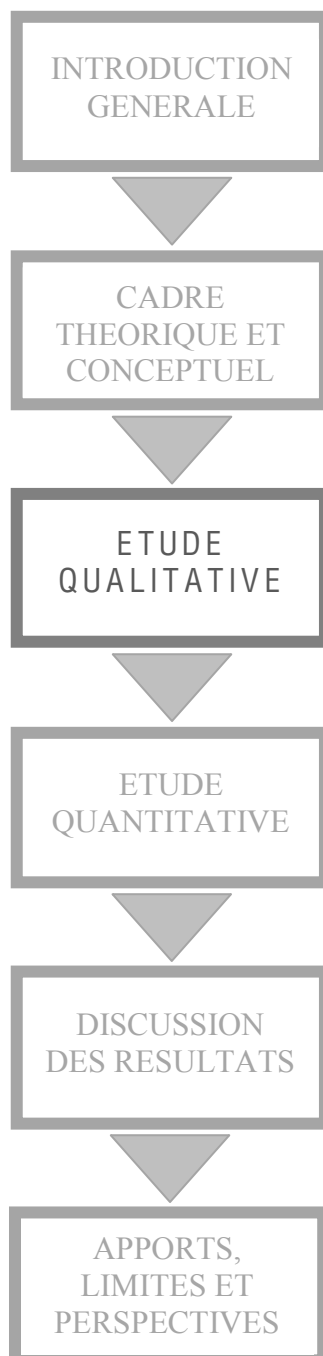 INTRODUCTION
GENERALE
CADRE
THEORIQUE ET
CONCEPTUEL
ETUDE
QUALITATIVE
ETUDE
QUANTITATIVE
DISCUSSION
DES RESULTATS
APPORTS,
LIMITES ET
PERSPECTIVES